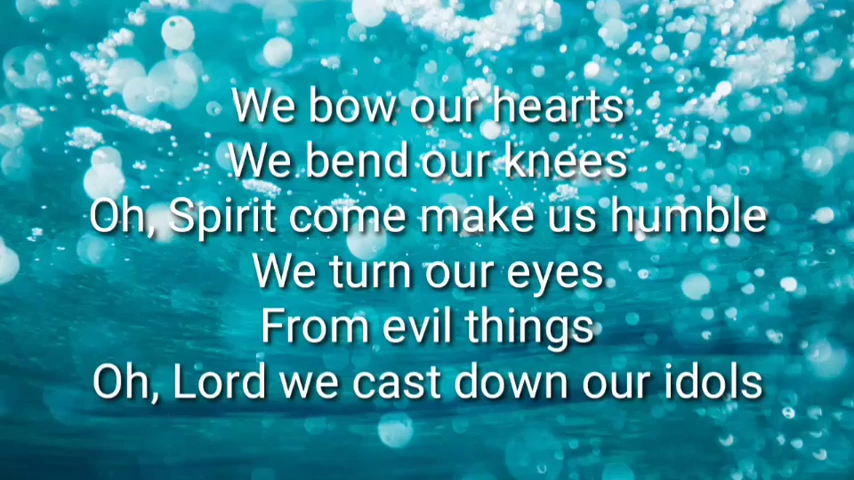 We bow our hearts
We bend our knees
Oh, Spirit come make us humble
We turn our eyes
From evil things
Oh, Lord we cast down our idols